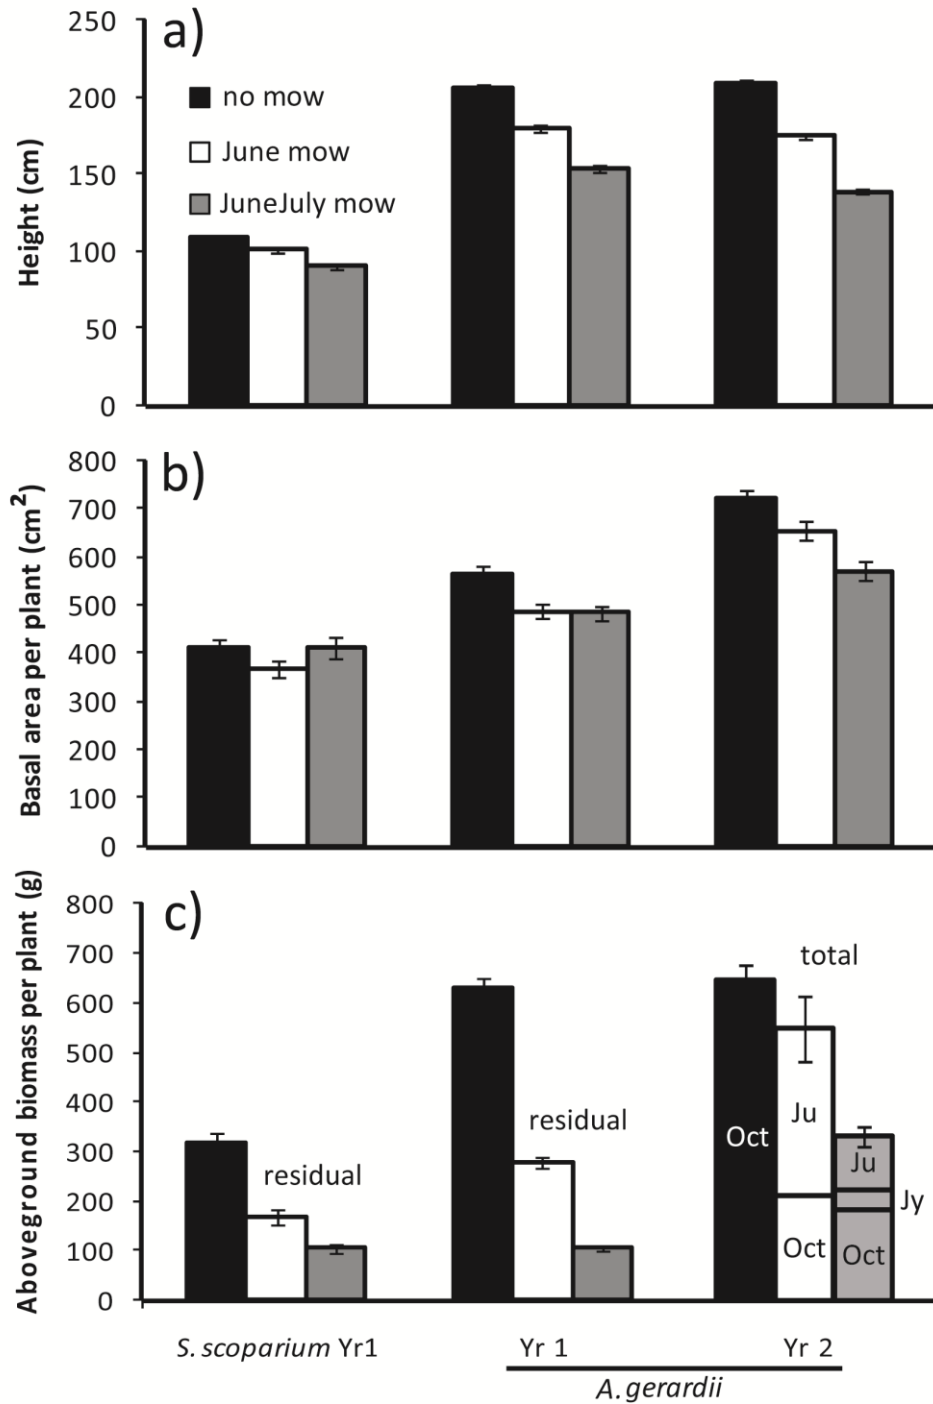 a)
Height (cm)
250
200
150
100
50
0
no mow
June mow
JuneJuly mow
b)
Basal area per plant (cm²)
800
700
600
500
400
300
200
100
0
c)
Aboveground biomass per plant (g)
800
700
600
500
400
300
200
100
0
residual
residual
total
Oct
Ju
Oct
Ju
Jy
Oct
S. scoparium Yr1
Yr 1
Yr 2
A. gerardii